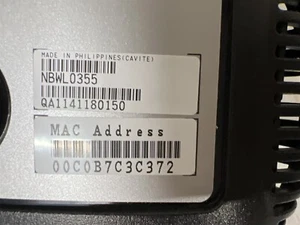 MADE IN PHILIPPINES(CAVITE)
NBWL0355
QA1141180150
MAC Address
00C0B7C3C372